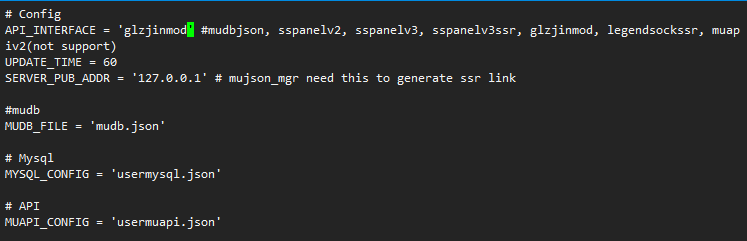 # Config
API_INTERFACE = 'glzjinmod' #mudbjson, sspanelv2, sspanelv3, sspanelv3ssr, glzjinmod, legendsockssr, muap
iv2(not support)
UPDATE_TIME = 60
SERVER_PUB_ADDR = '127.0.0.1' # mujson_mgr need this to generate ssr link
#mudb
MUDB_FILE = 'mudb.json'
# Mysql
MYSQL_CONFIG = 'usermysql.json'
# API
MUAPI_CONFIG = 'usermuapi.json'